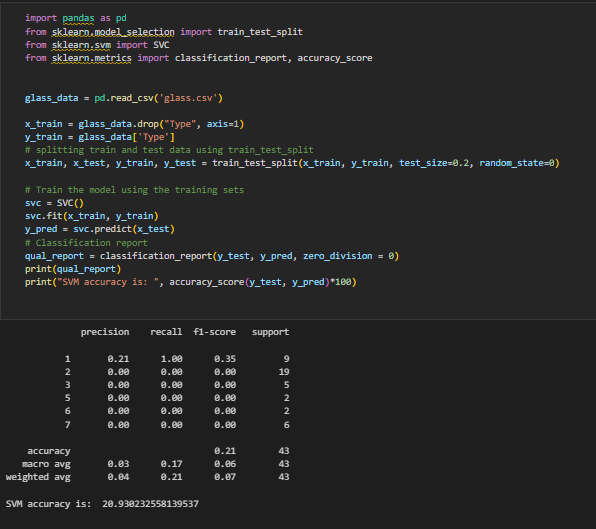 import pandas as pd
from sklearn.model_selection import train_test_split
from sklearn.svm import SVC
from sklearn.metrics import classification_report, accuracy_score
glass_data = pd.read_csv('glass.csv')
x_train = glass_data.drop("Type", axis=1)
y_train = glass_data['Type']
# splitting train and test data using train_test_split
x_train, x_test, y_train, y_test = train_test_split(x_train, y_train, test_size=0.2, random_state=0)
# Train the model using the training sets
svc = SVC()
svc.fit(x_train, y_train)
y_pred = svc.predict(x_test)
# Classification report
qual_report = classification_report(y_test, y_pred, zero_division = 0)
print(qual_report)
print("SVM accuracy is: ", accuracy_score(y_test, y_pred)*100)
precision recall f1-score support
1 0.21 1.00 0.35 9
2 0.00 0.00 0.00 19
3 0.00 0.00 0.00 5
5 0.00 0.00 0.00 2
6 0.00 0.00 0.00 2
7 0.00 0.00 0.00 6
accuracy 0.21 43
macro avg 0.03 0.17 0.06 43
weighted avg 0.04 0.21 0.07 43
SVM accuracy is: 20.930232558139537